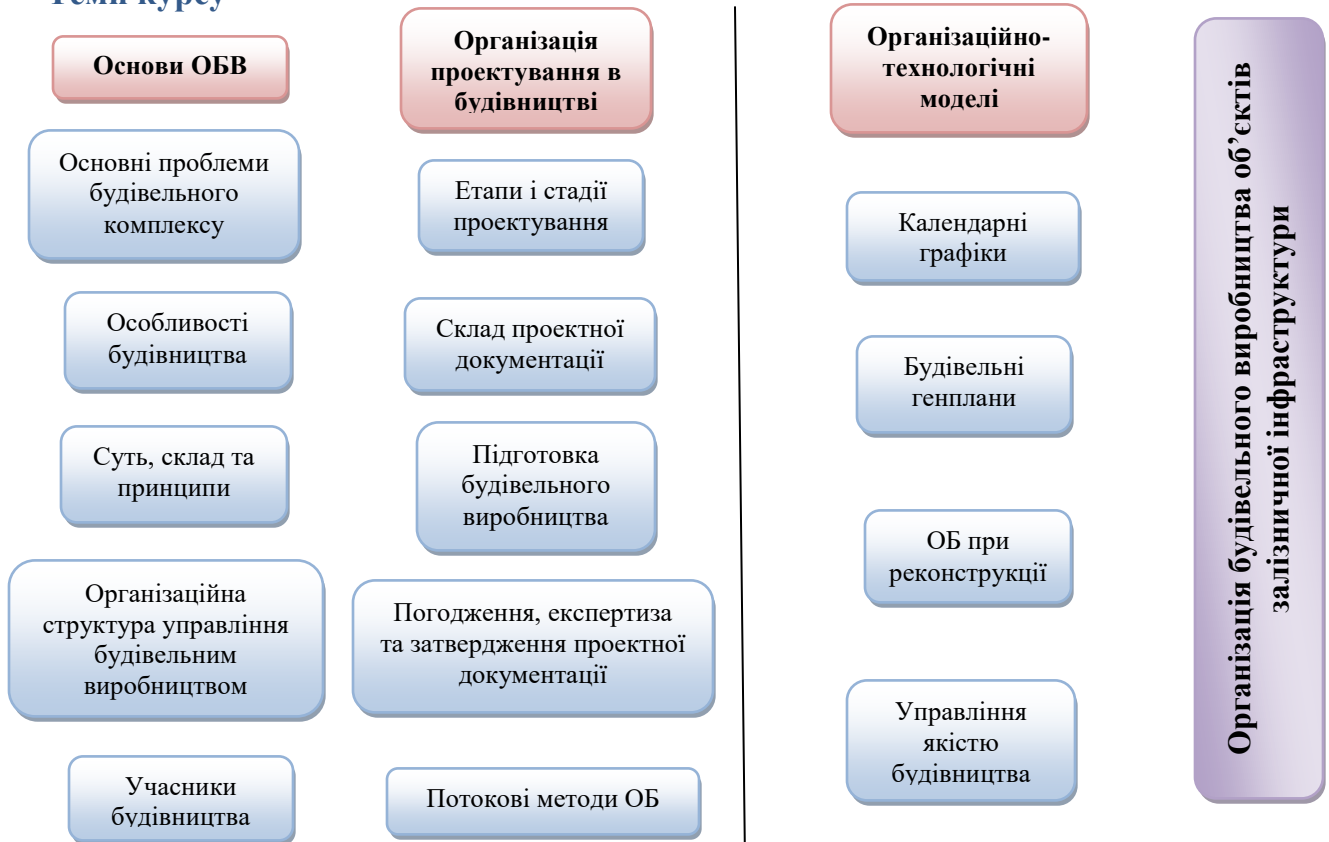 Теми курсу
Основи ОБВ
Основні проблеми
будівельного
комплексу
Особливості
будівництва
Суть, склад та
принципи
Організаційна
структура управління
будівельним
виробництвом
Учасники
будівництва
Організація
проектування в
будівництві
Етапи і стадії
проектування
Склад проектної
документації
Підготовка
будівельного
виробництва
Погодження, експертиза
та затвердження проектної
документації
Потокові методи ОБ
Організаційно-
технологічні
моделі
Календарні
графіки
Будівельні
генплани
ОБ при
реконструкції
Управління
якістю
будівництва
Організація будівельного виробництва об’єктів
залізничної інфраструктури